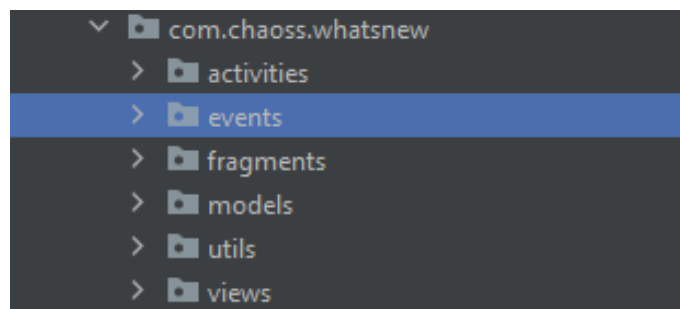 com.chaoss.whatsnew
activities
events
fragments
models
utils
views